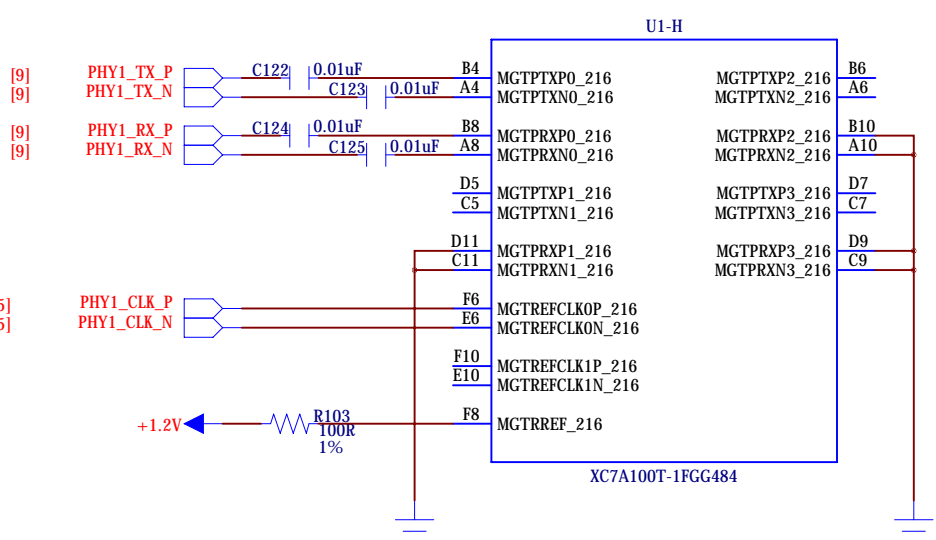 U1-H
[9] PHY1_TX_P C122 0.01uF B4 MGTPTXP0_216 MGTPTXP2_216 B6
[9] PHY1_TX_N C123 0.01uF A4 MGTPTXN0_216 MGTPTXN2_216 A6
[9] PHY1_RX_P C124 0.01uF B8 MGTPRXP0_216 MGTPRXP2_216 B10
[9] PHY1_RX_N C125 0.01uF A8 MGTPRXN0_216 MGTPRXN2_216 A10
D5 MGTPTXP1_216 MGTPTXP3_216 D7
C5 MGTPTXN1_216 MGTPTXN3_216 C7
D11 MGTPRXP1_216 MGTPRXP3_216 D9
C11 MGTPRXN1_216 MGTPRXN3_216 C9
5] PHY1_CLK_P F6 MGTREFCLK0P_216
5] PHY1_CLK_N E6 MGTREFCLK0N_216
F10 MGTREFCLK1P_216
E10 MGTREFCLK1N_216
+1.2V R103 F8 MGTRREF_216
100R
1%
XC7A100T-1FGG484